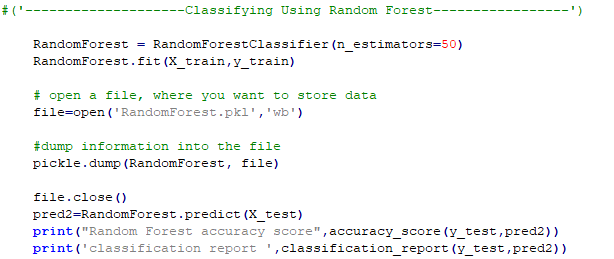 #('--------------------Classifying Using Random Forest-----------------')
RandomForest = RandomForestClassifier(n_estimators=50)
RandomForest.fit(X_train,y_train)
# open a file, where you want to store data
file=open('RandomForest.pkl','wb')
#dump information into the file
pickle.dump(RandomForest, file)
file.close()
pred2=RandomForest.predict(X_test)
print("Random Forest accuracy score",accuracy_score(y_test,pred2))
print('classification report ',classification_report(y_test,pred2))